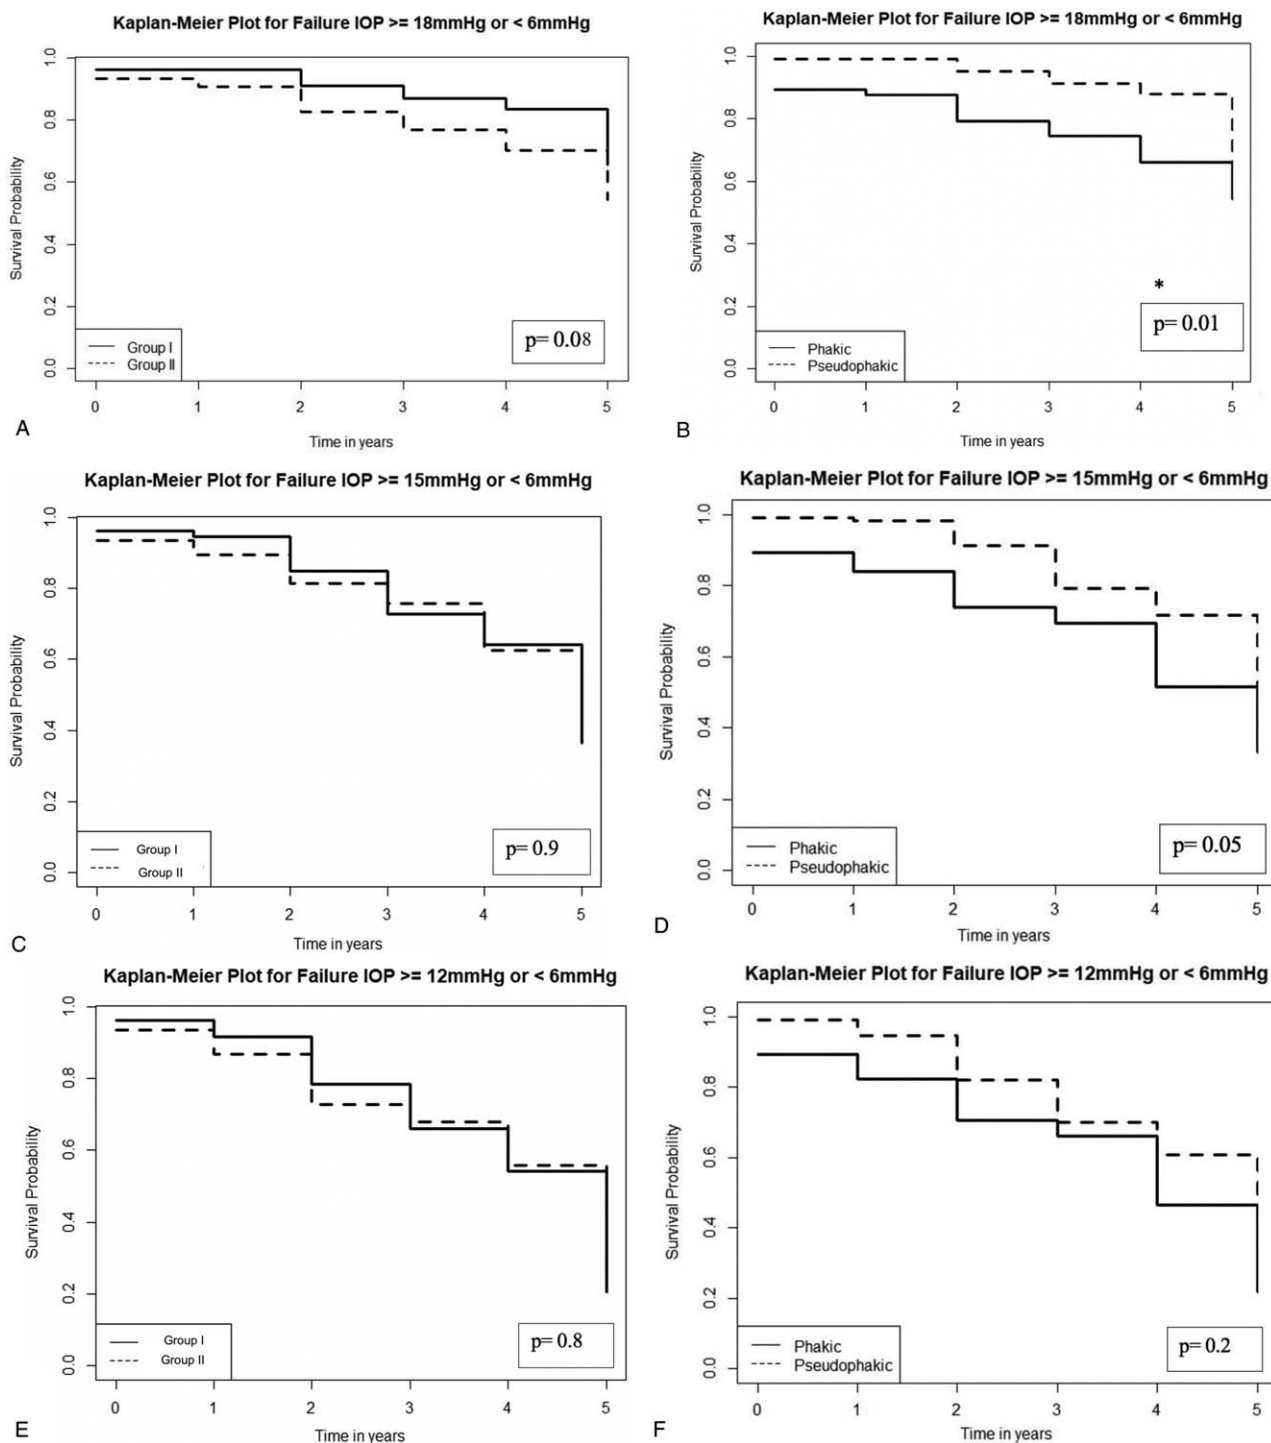 Kaplan-Meier Plot for Failure IOP >= 18mmHg or < 6mmHg
Survival Probability
1.0
0.8
0.6
0.4
0.2
0.0
Group I
Group II
p= 0.08
0 1 2 3 4 5
Time in years
A
Kaplan-Meier Plot for Failure IOP >= 18mmHg or < 6mmHg
Survival Probability
1.0
0.8
0.6
0.4
0.2
0.0
*
Phakic
Pseudophakic
p= 0.01
0 1 2 3 4 5
Time in years
B
Kaplan-Meier Plot for Failure IOP >= 15mmHg or < 6mmHg
Survival Probability
1.0
0.8
0.6
0.4
0.2
0.0
Group I
Group II
p= 0.9
0 1 2 3 4 5
Time in years
C
Kaplan-Meier Plot for Failure IOP >= 15mmHg or < 6mmHg
Survival Probability
1.0
0.8
0.6
0.4
0.2
0.0
Phakic
Pseudophakic
p= 0.05
0 1 2 3 4 5
Time in years
D
Kaplan-Meier Plot for Failure IOP >= 12mmHg or < 6mmHg
Survival Probability
1.0
0.8
0.6
0.4
0.2
0.0
Group I
Group II
p= 0.8
0 1 2 3 4 5
Time in years
E
Kaplan-Meier Plot for Failure IOP >= 12mmHg or < 6mmHg
Survival Probability
1.0
0.8
0.6
0.4
0.2
0.0
Phakic
Pseudophakic
p= 0.2
0 1 2 3 4 5
Time in years
F